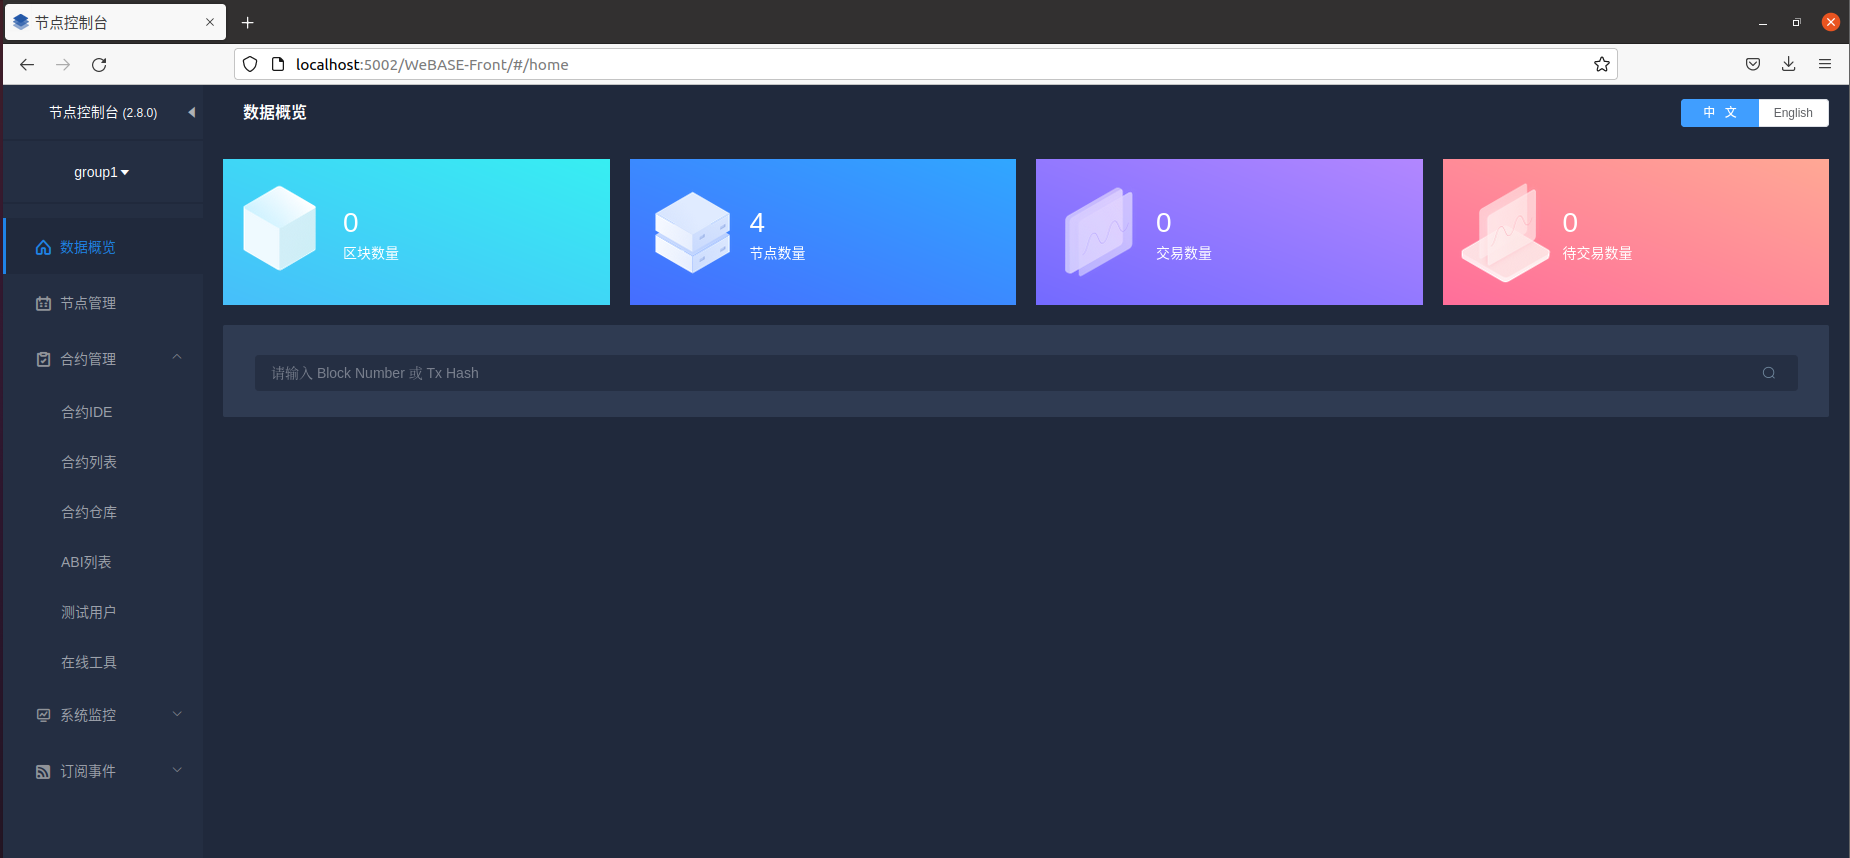 节点控制台
localhost:5002/WeBASE-Front/#/home
节点控制台 (2.8.0)
数据概览
中 文
English
group1
0
区块数量
4
节点数量
0
交易数量
0
待交易数量
数据概览
节点管理
合约管理
请输入 Block Number 或 Tx Hash
合约IDE
合约列表
合约仓库
ABI列表
测试用户
在线工具
系统监控
订阅事件